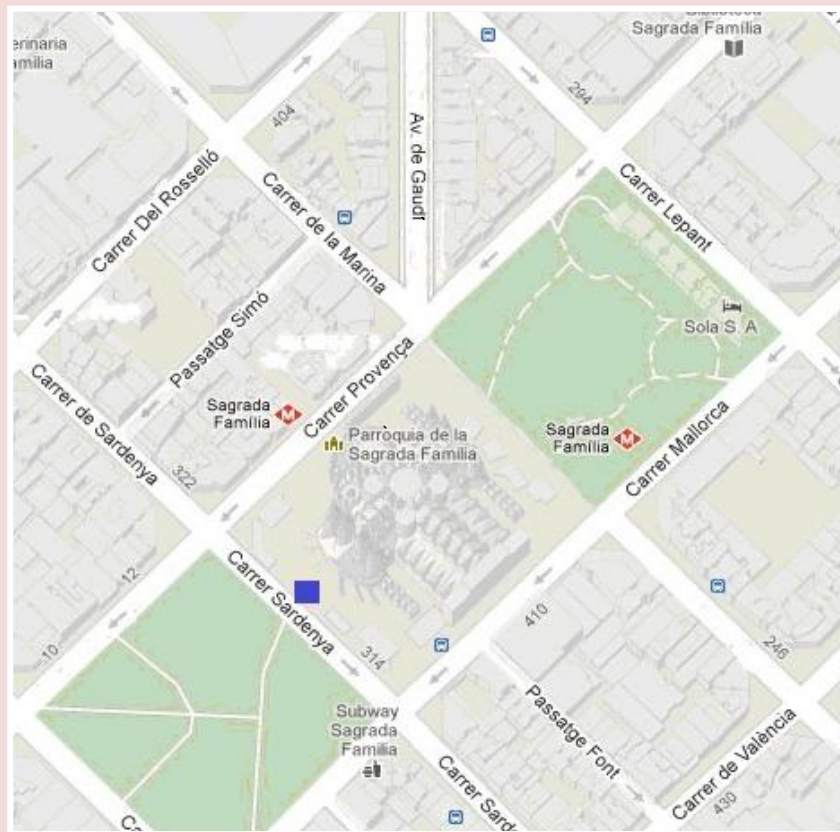 Biblioteca
Sagrada Família
erinaria
amilia
294
404
Av. de Gaudí
Carrer Lepant
Carrer Del Rosselló
Carrer de la Marina
Passatge Simó
Sola S. A
Carrer Provença
Carrer de Sardenya
Sagrada
Família
M
Parròquia de la
Sagrada Família
Sagrada
Família
M
Carrer Mallorca
322
Carrer Sardenya
12
10
314
410
246
Passatge Font
Subway
Sagrada
Familia
Carrer de València
430
Carrer Sard
Ca